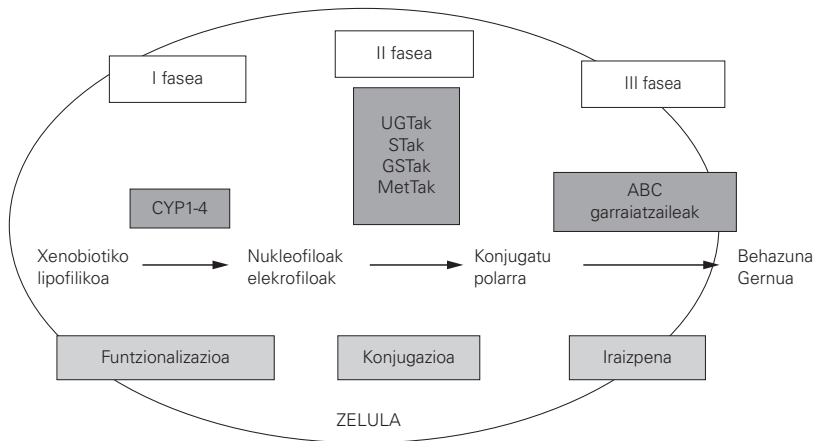 I fasea
II fasea
III fasea
UGTak
STak
GSTak
MetTak
CYP1-4
ABC
garraiatzaileak
Xenobiotiko
lipofilikoa
Nukleofiloak
elekrofiloak
Konjugatu
polarra
Behazuna
Gernua
Funtzionalizazioa
Konjugazioa
Iraizpena
ZELULA